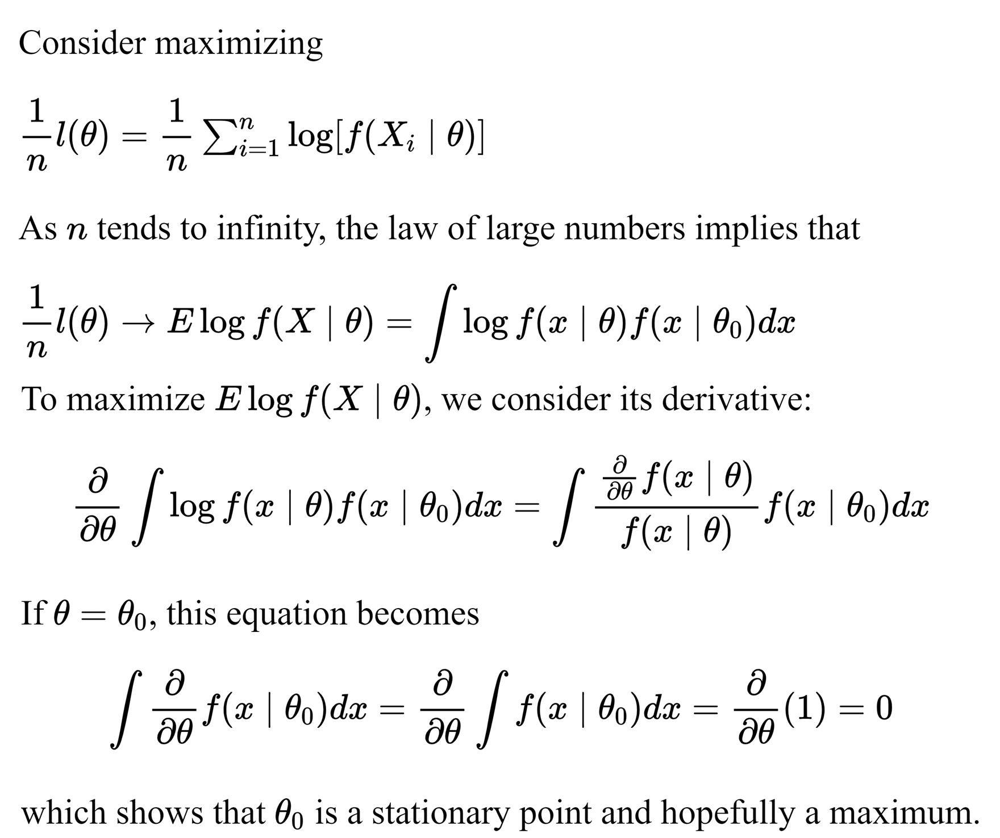 Consider maximizing
\frac{1}{n} l(\theta) = \frac{1}{n} \sum_{i=1}^{n} \log[f(X_i \mid \theta)]
As n tends to infinity, the law of large numbers implies that
\frac{1}{n} l(\theta) \to E \log f(X \mid \theta) = \int \log f(x \mid \theta) f(x \mid \theta_0) dx
To maximize E \log f(X \mid \theta), we consider its derivative:
\frac{\partial}{\partial\theta} \int \log f(x \mid \theta) f(x \mid \theta_0) dx = \int \frac{\frac{\partial}{\partial\theta} f(x \mid \theta)}{f(x \mid \theta)} f(x \mid \theta_0) dx
If \theta = \theta_0, this equation becomes
\int \frac{\partial}{\partial\theta} f(x \mid \theta_0) dx = \frac{\partial}{\partial\theta} \int f(x \mid \theta_0) dx = \frac{\partial}{\partial\theta} (1) = 0
which shows that \theta_0 is a stationary point and hopefully a maximum.